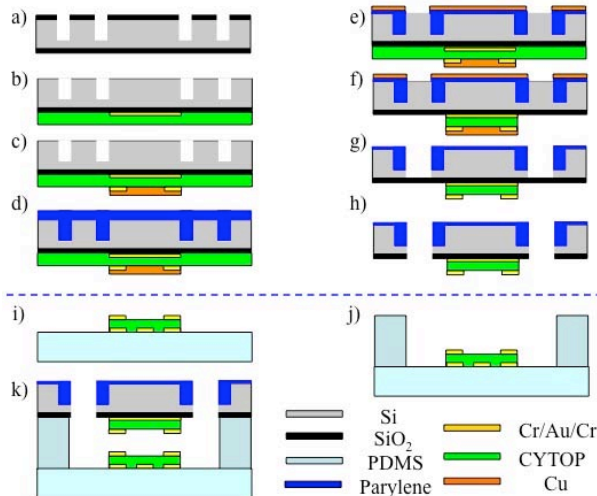 a)
b)
c)
d)
e)
f)
g)
h)
i)
j)
k)
Si
SiO₂
PDMS
Parylene
Cr/Au/Cr
CYTOP
Cu